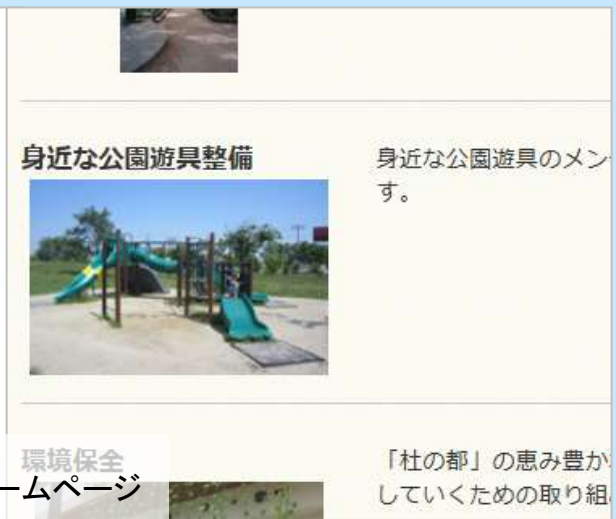 身近な公園遊具整備
身近な公園遊具のメン
す。
環境保全
ームページ
「杜の都」の恵み豊か
していくための取り組